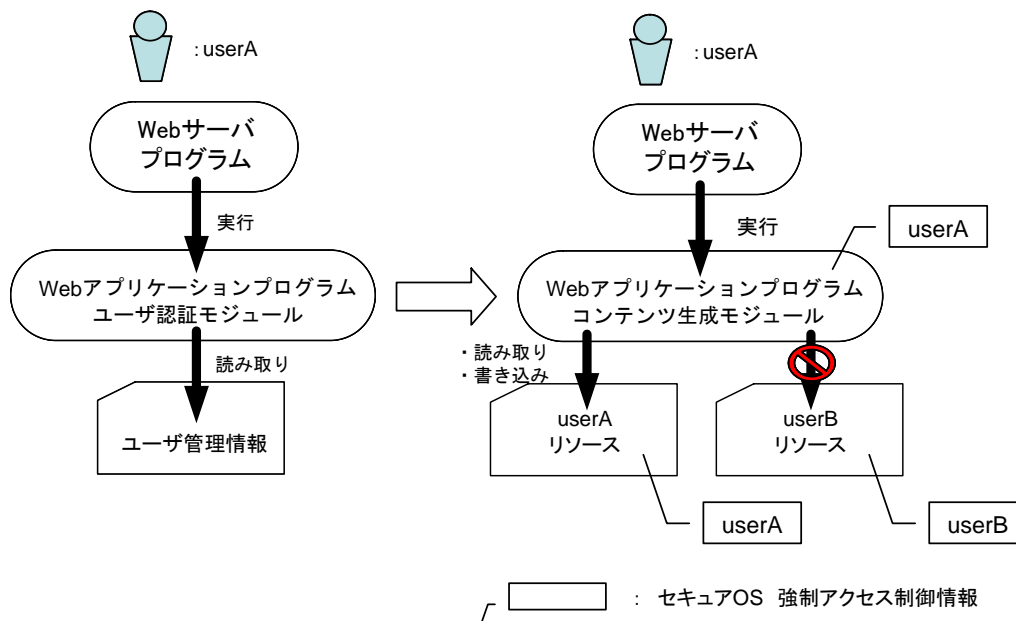 : userA
Webサーバ
プログラム
実行
Webアプリケーションプログラム
ユーザ認証モジュール
読み取り
ユーザ管理情報
: userA
Webサーバ
プログラム
実行
userA
Webアプリケーションプログラム
コンテンツ生成モジュール
・読み取り
・書き込み
userA
リソース
userB
リソース
userA
userB
: セキュアOS 強制アクセス制御情報